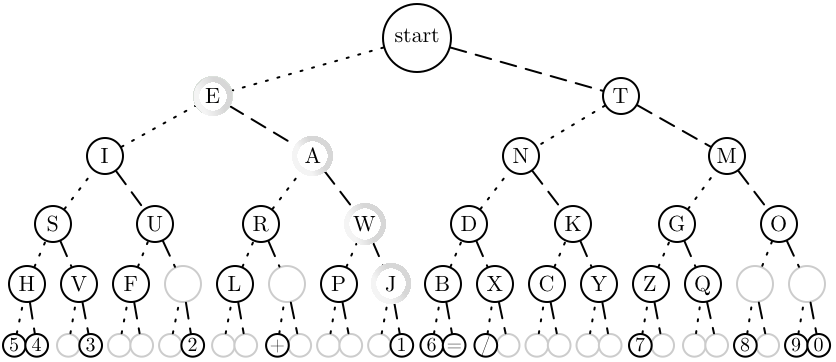 start
E T
I A N M
S U R W D K G O
H V F L P J B X C Y Z Q
5 4 3 2 + 1 6 = / 7 8 9 0